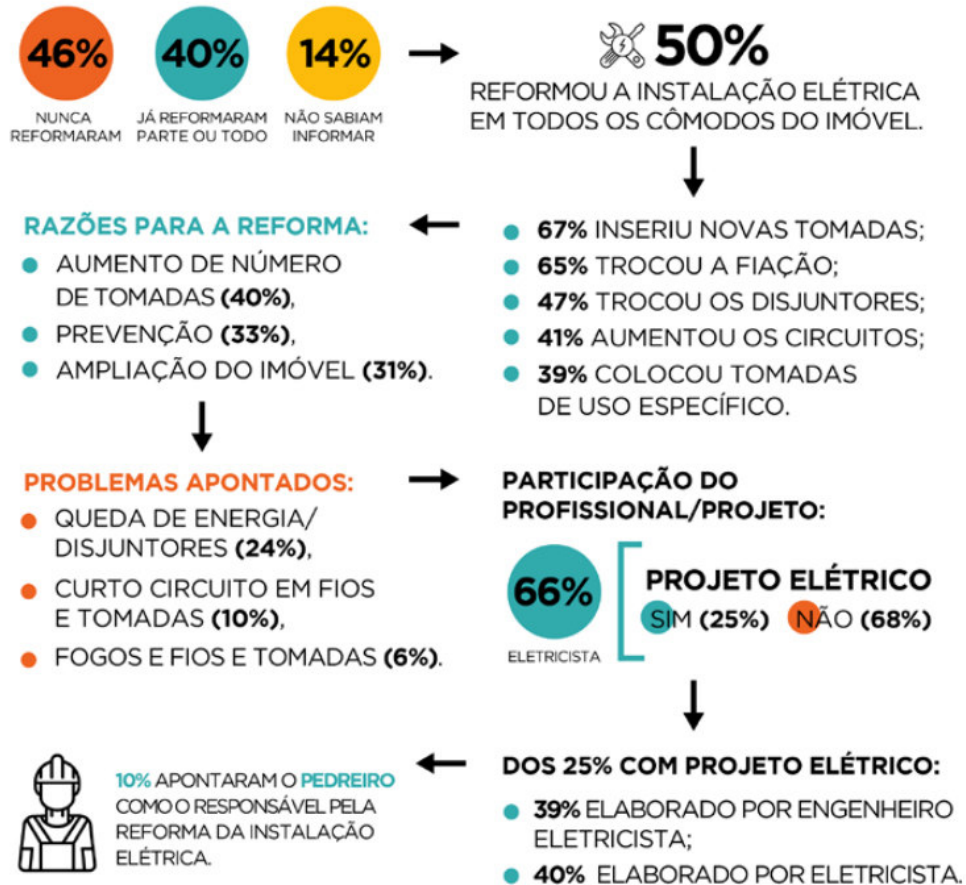 46%
NUNCA
REFORMARAM
40%
JÁ REFORMARAM
PARTE OU TODO
14%
NÃO SABIAM
INFORMAR
50%
REFORMOU A INSTALAÇÃO ELÉTRICA
EM TODOS OS CÔMODOS DO IMÓVEL.
67% INSERIU NOVAS TOMADAS;
65% TROCOU A FIAÇÃO;
47% TROCOU OS DISJUNTORES;
41% AUMENTOU OS CIRCUITOS;
39% COLOCOU TOMADAS
DE USO ESPECÍFICO.
RAZÕES PARA A REFORMA:
AUMENTO DE NÚMERO
DE TOMADAS (40%),
PREVENÇÃO (33%),
AMPLIAÇÃO DO IMÓVEL (31%).
PROBLEMAS APONTADOS:
QUEDA DE ENERGIA/
DISJUNTORES (24%),
CURTO CIRCUITO EM FIOS
E TOMADAS (10%),
FOGOS E FIOS E TOMADAS (6%).
PARTICIPAÇÃO DO
PROFISSIONAL/PROJETO:
66%
ELETRICISTA
PROJETO ELÉTRICO
SIM (25%) NÃO (68%)
DOS 25% COM PROJETO ELÉTRICO:
39% ELABORADO POR ENGENHEIRO
ELETRICISTA;
40% ELABORADO POR ELETRICISTA.
10% APONTARAM O PEDREIRO
COMO O RESPONSÁVEL PELA
REFORMA DA INSTALAÇÃO
ELÉTRICA.